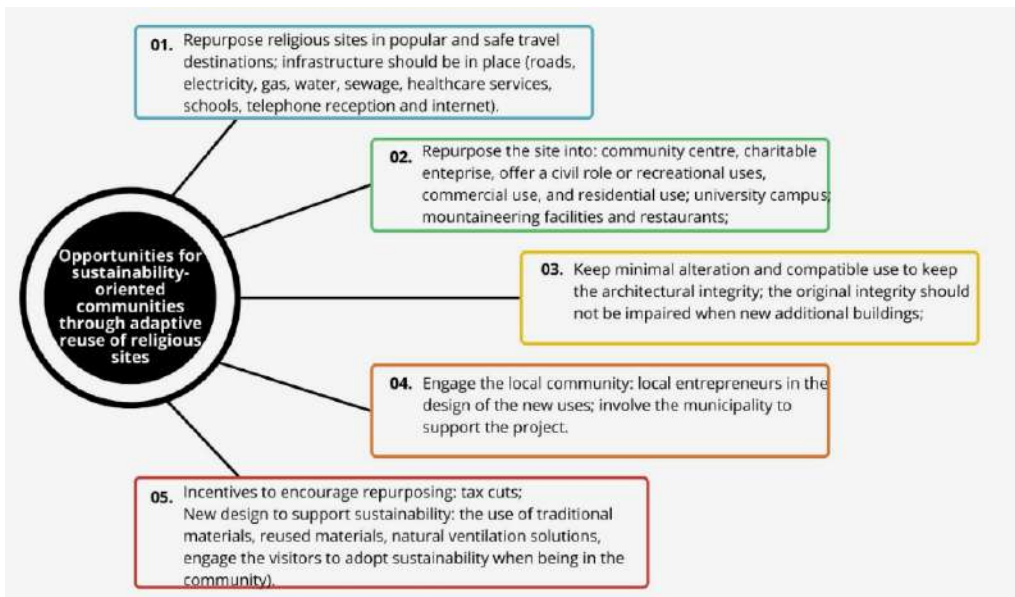 01. Repurpose religious sites in popular and safe travel
destinations; infrastructure should be in place (roads,
electricity, gas, water, sewage, healthcare services,
schools, telephone reception and internet).
02. Repurpose the site into: community centre, charitable
enteprise, offer a civil role or recreational uses,
commercial use, and residential use; university campus;
mountaineering facilities and restaurants;
Opportunities for
sustainability-
oriented
communities
through adaptive
reuse of religious
sites
03. Keep minimal alteration and compatible use to keep
the architectural integrity; the original integrity should
not be impaired when new additional buildings;
04. Engage the local community: local entrepreneurs in the
design of the new uses; involve the municipality to
support the project.
05. Incentives to encourage repurposing: tax cuts;
New design to support sustainability: the use of traditional
materials, reused materials, natural ventilation solutions,
engage the visitors to adopt sustainability when being in the
community).